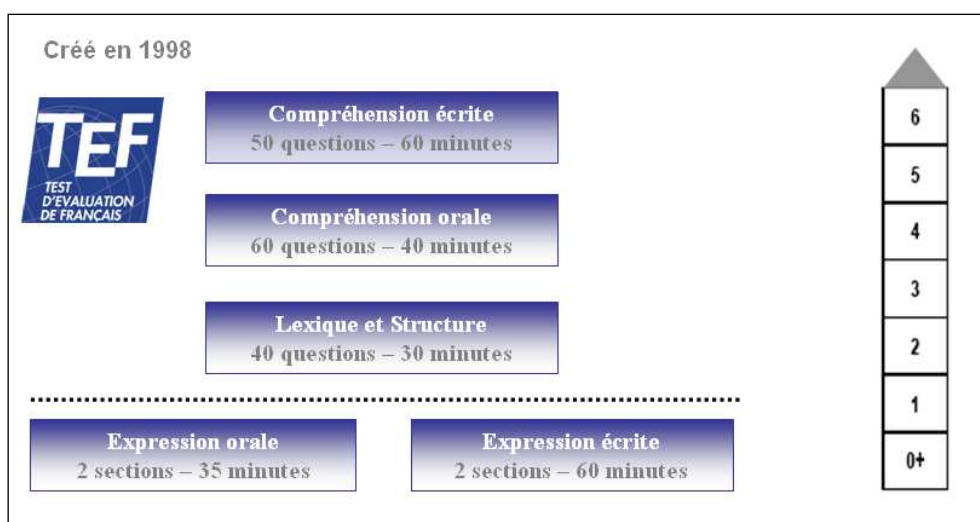 Créé en 1998
TEF
TEST
D'EVALUATION
DE FRANÇAIS
Compréhension écrite
50 questions – 60 minutes
Compréhension orale
60 questions – 40 minutes
Lexique et Structure
40 questions – 30 minutes
Expression orale
2 sections – 35 minutes
Expression écrite
2 sections – 60 minutes
6
5
4
3
2
1
0+